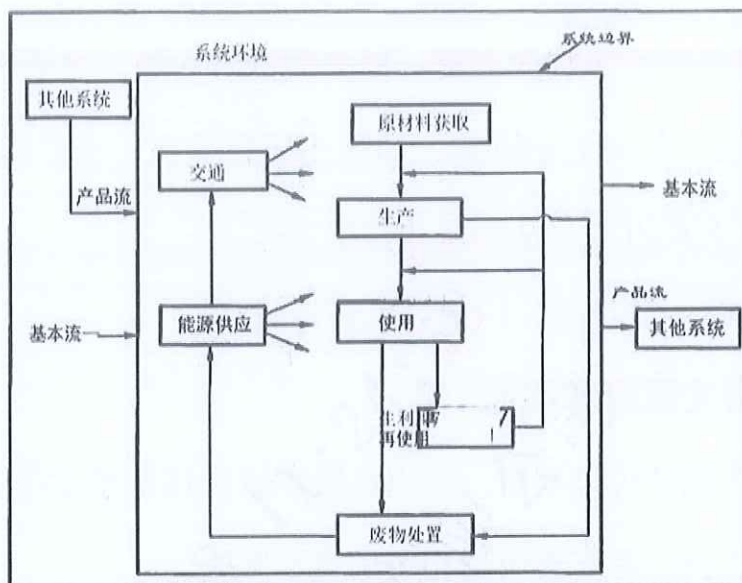 系统环境
系统边界
其他系统
原材料获取
交通
产品流
基本流
生产
产品流
能源供应
使用
基本流
其他系统
再使用
废物处置